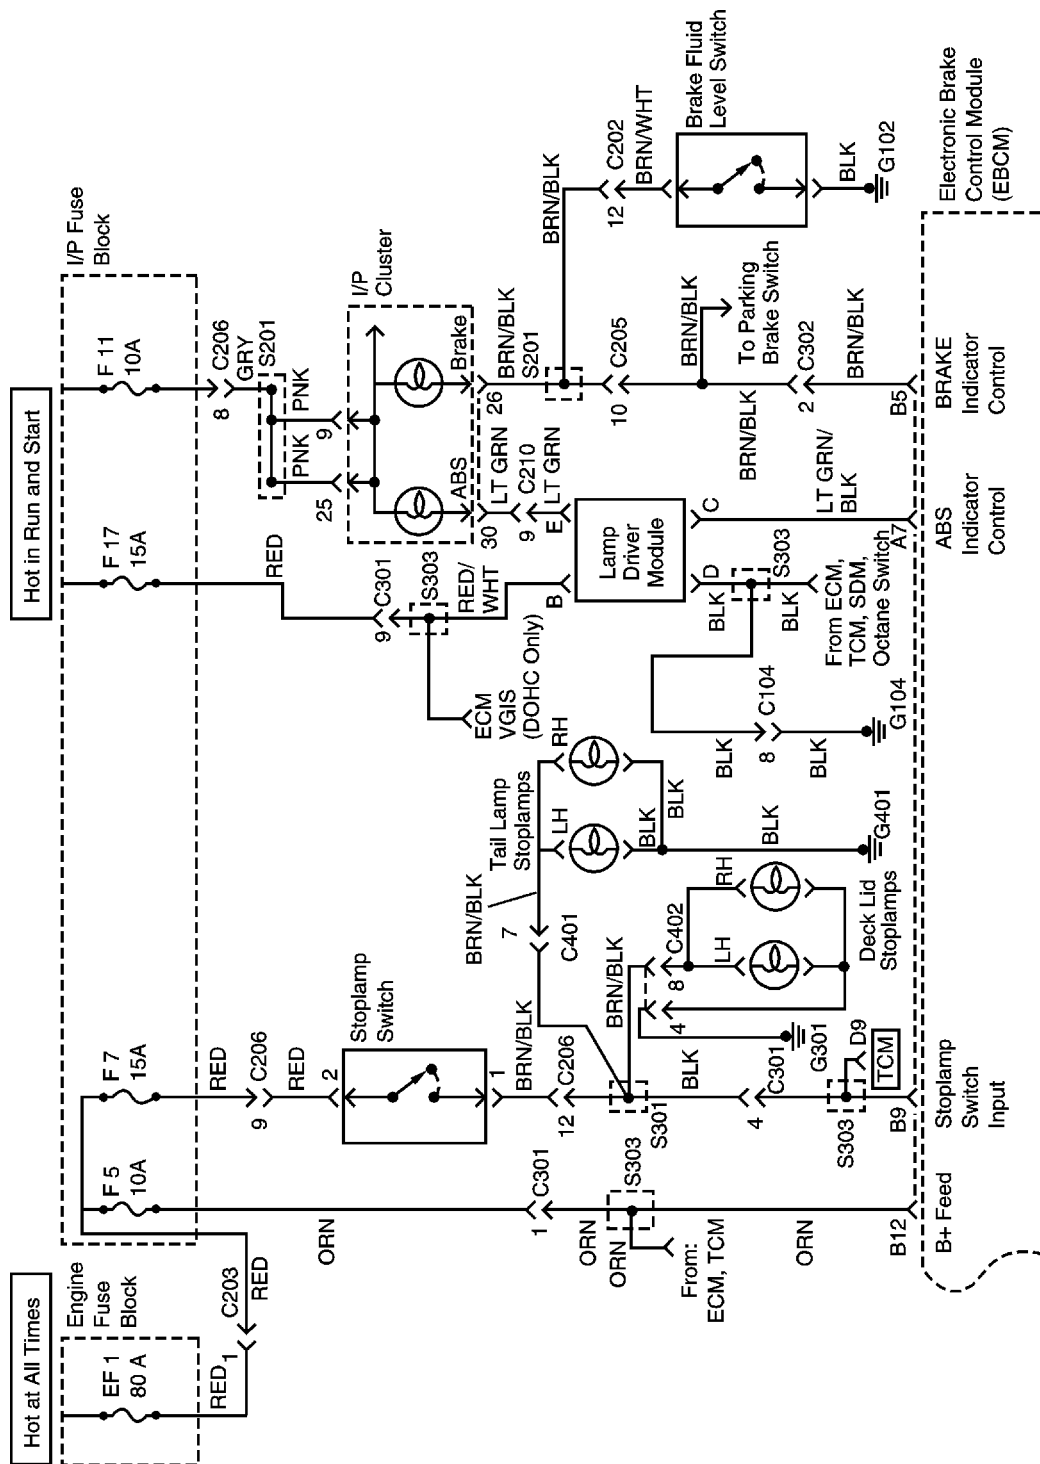 Hot at All Times
Engine
Fuse
Block
EF 1
80 A
RED
1
C203
RED
Hot in Run and Start
I/P Fuse
Block
F 5
10A
F 7
15A
F 17
15A
F 11
10A
ORN
RED
9
C206
RED
2
Stoplamp
Switch
1
BRN/BLK
12
C206
RED
9
C301
S303
RED/
WHT
ECM
VGIS
(DOHC Only)
8
C206
GRY
S201
PNK
PNK
25
9
I/P
Cluster
ABS
Brake
30
LT GRN
9
C210
LT GRN
E
26
BRN/BLK
S201
BRN/BLK
12
C202
BRN/WHT
Brake Fluid
Level Switch
BLK
G102
10
C205
BRN/BLK
To Parking
Brake Switch
BRN/BLK
2
C302
BRN/BLK
B5
B
Lamp
Driver
Module
D
C
LT GRN/
BLK
A7
BLK
S303
BLK
From ECM,
TCM, SDM,
Octane Switch
BLK
8
C104
BLK
G104
BRN/BLK
7
C401
Tail Lamp
Stoplamps
LH
RH
BLK
BLK
BLK
G401
BRN/BLK
8
C402
4
LH
RH
Deck Lid
Stoplamps
G301
S301
BLK
4
C301
S303
D9
TCM
B9
1
C301
ORN
S303
ORN
From:
ECM, TCM
ORN
B12
B+ Feed
Stoplamp
Switch
Input
ABS
Indicator
Control
BRAKE
Indicator
Control
Electronic Brake
Control Module
(EBCM)